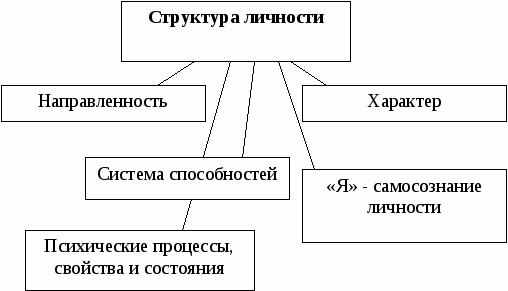 Структура личности
Направленность
Характер
Система способностей
«Я» - самосознание
личности
Психические процессы,
свойства и состояния